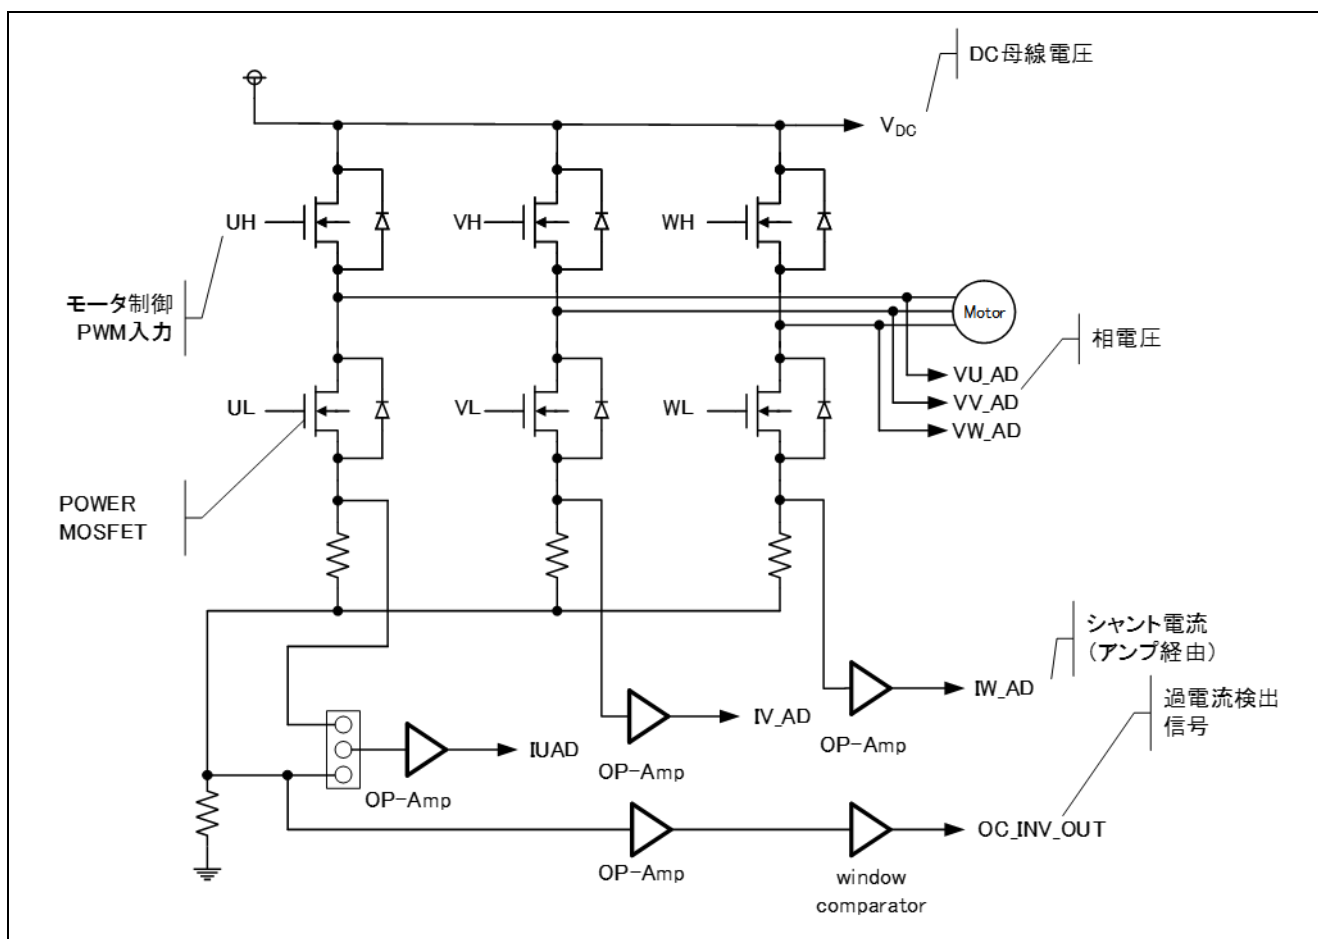 DC母線電圧
VDC
UH
VH
WH
モータ制御
PWM入力
Motor
相電圧
VU_AD
VV_AD
VW_AD
UL
VL
WL
POWER
MOSFET
シャント電流
(アンプ経由)
IW_AD
OP-Amp
過電流検出
信号
IV_AD
OP-Amp
IUAD
OP-Amp
OC_INV_OUT
OP-Amp
window
comparator